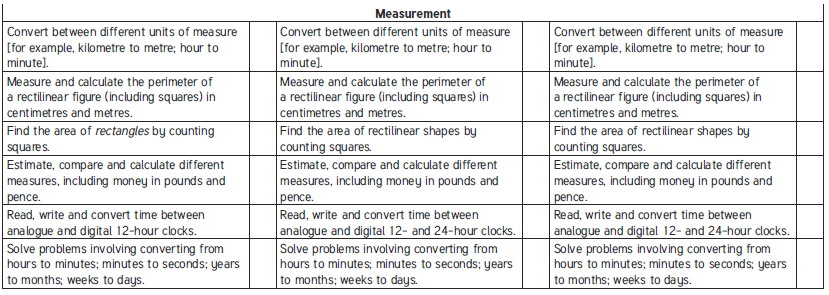 Measurement
Convert between different units of measure
[for example, kilometre to metre; hour to
minute].
Convert between different units of measure
[for example, kilometre to metre; hour to
minute].
Convert between different units of measure
[for example, kilometre to metre; hour to
minute].
Measure and calculate the perimeter of
a rectilinear figure (including squares) in
centimetres and metres.
Measure and calculate the perimeter of
a rectilinear figure (including squares) in
centimetres and metres.
Measure and calculate the perimeter of
a rectilinear figure (including squares) in
centimetres and metres.
Find the area of rectangles by counting
squares.
Find the area of rectilinear shapes by
counting squares.
Find the area of rectilinear shapes by
counting squares.
Estimate, compare and calculate different
measures, including money in pounds and
pence.
Estimate, compare and calculate different
measures, including money in pounds and
pence.
Estimate, compare and calculate different
measures, including money in pounds and
pence.
Read, write and convert time between
analogue and digital 12-hour clocks.
Read, write and convert time between
analogue and digital 12- and 24-hour clocks.
Read, write and convert time between
analogue and digital 12- and 24-hour clocks.
Solve problems involving converting from
hours to minutes; minutes to seconds; years
to months; weeks to days.
Solve problems involving converting from
hours to minutes; minutes to seconds; years
to months; weeks to days.
Solve problems involving converting from
hours to minutes; minutes to seconds; years
to months; weeks to days.